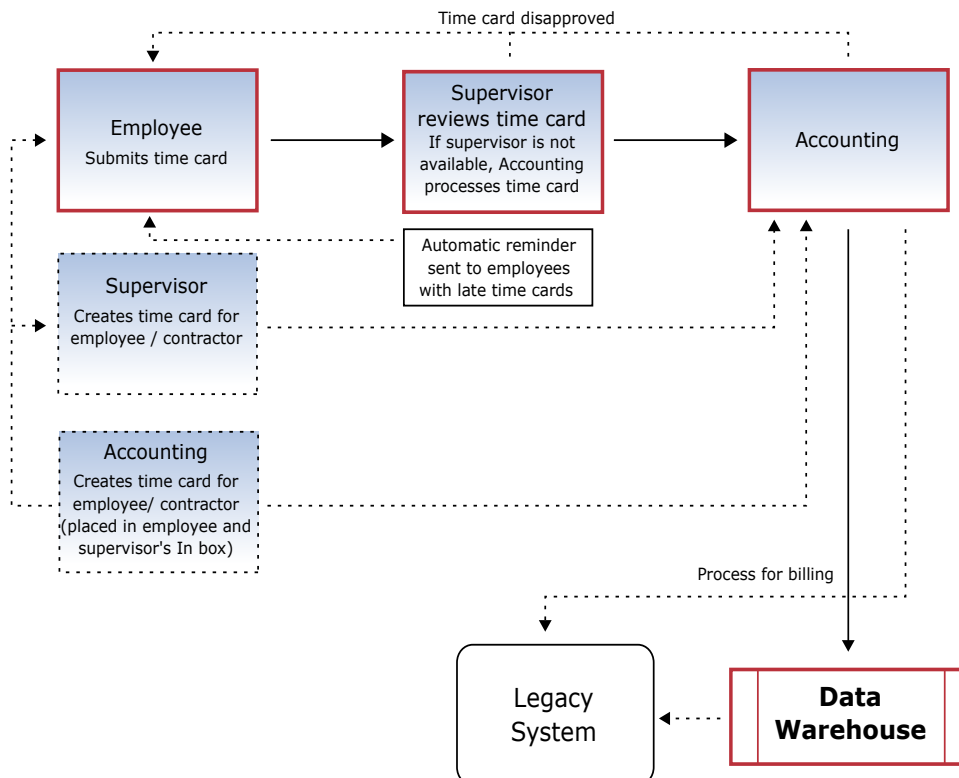 Time card disapproved
Employee
Submits time card
Supervisor
reviews time card
If supervisor is not
available, Accounting
processes time card
Accounting
Automatic reminder
sent to employees
with late time cards
Supervisor
Creates time card for
employee / contractor
Accounting
Creates time card for
employee/ contractor
(placed in employee and
supervisor's In box)
Process for billing
Legacy
System
Data
Warehouse